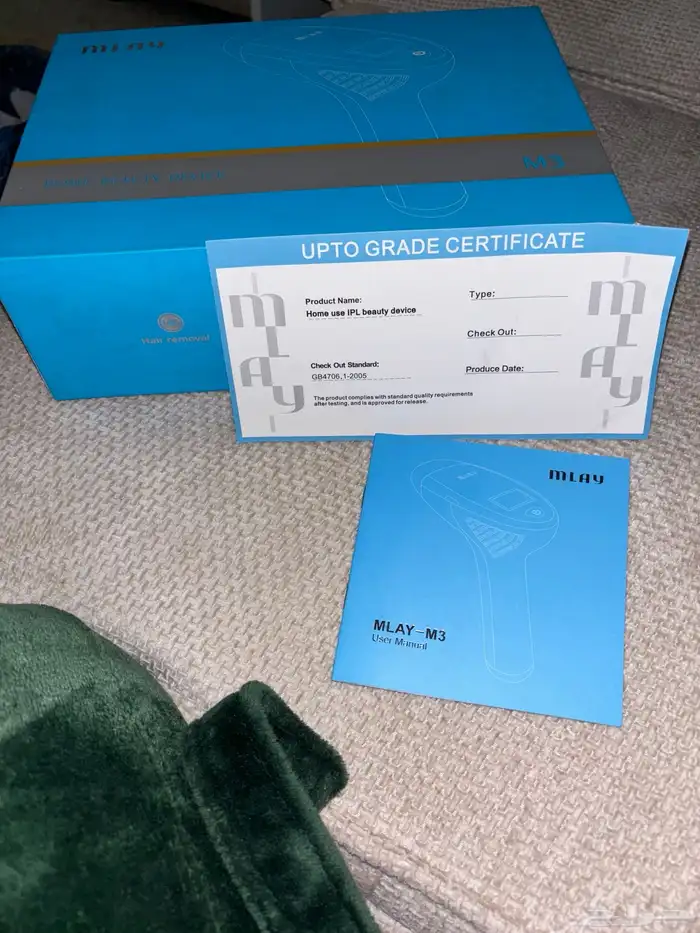 MLAY
M3
Hair removal
UPTO GRADE CERTIFICATE
Product Name:
Home use IPL beauty device
Type:
Check Out:
Check Out Standard:
GB4706,1-2005
Produce Date:
The product complies with standard quality requirements
after testing, and is approved for release.
MLAY
MLAY
MLAY
MLAY-M3
User Manual